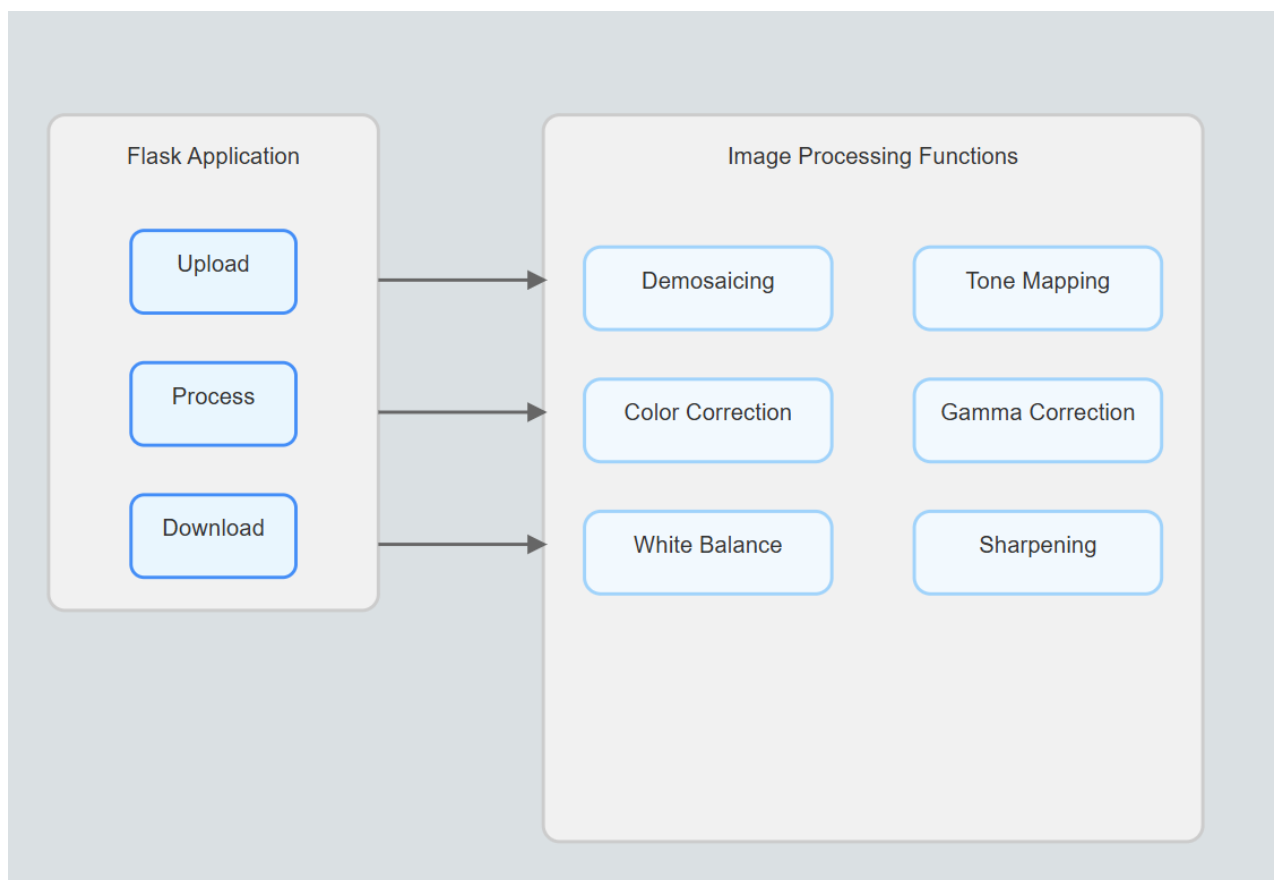 Flask Application
Upload
Process
Download
Image Processing Functions
Demosaicing
Tone Mapping
Color Correction
Gamma Correction
White Balance
Sharpening